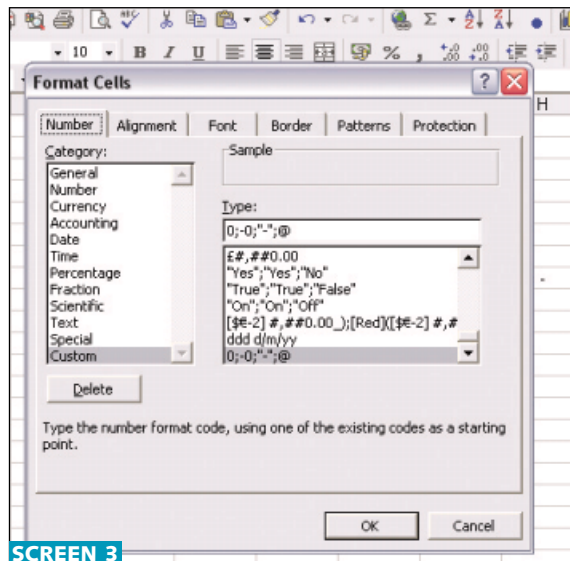 10 B I U % ,
Format Cells
H
Number Alignment Font Border Patterns Protection
Category:
General
Number
Currency
Accounting
Date
Time
Percentage
Fraction
Scientific
Text
Special
Custom
Sample
Type:
0;-0;"-";@
£#,##0.00
"Yes";"Yes";"No"
"True";"True";"False"
"On";"On";"Off"
[$€-2] #,##0.00_);[Red]([$€-2] #,#
ddd d/m/yy
0;-0;"-";@
Delete
Type the number format code, using one of the existing codes as a starting
point.
OK Cancel
SCREEN 3